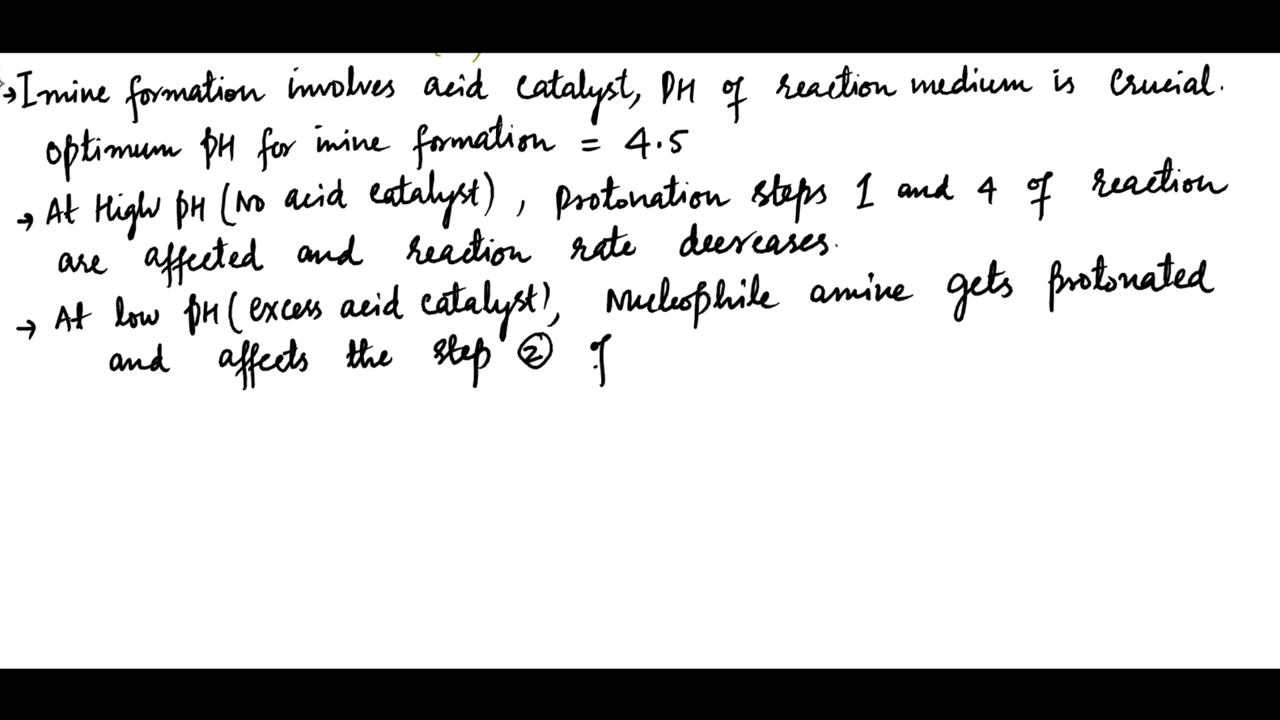 → Imine formation involves acid catalyst, PH of reaction medium is crucial.
optimum pH for imine formation = 4.5
→ At High pH (No acid catalyst), Protonation steps 1 and 4 of reaction
are affected and reaction rate decreases.
→ At low pH (excess acid catalyst), Nucleophile amine gets protonated
and affects the step ② of